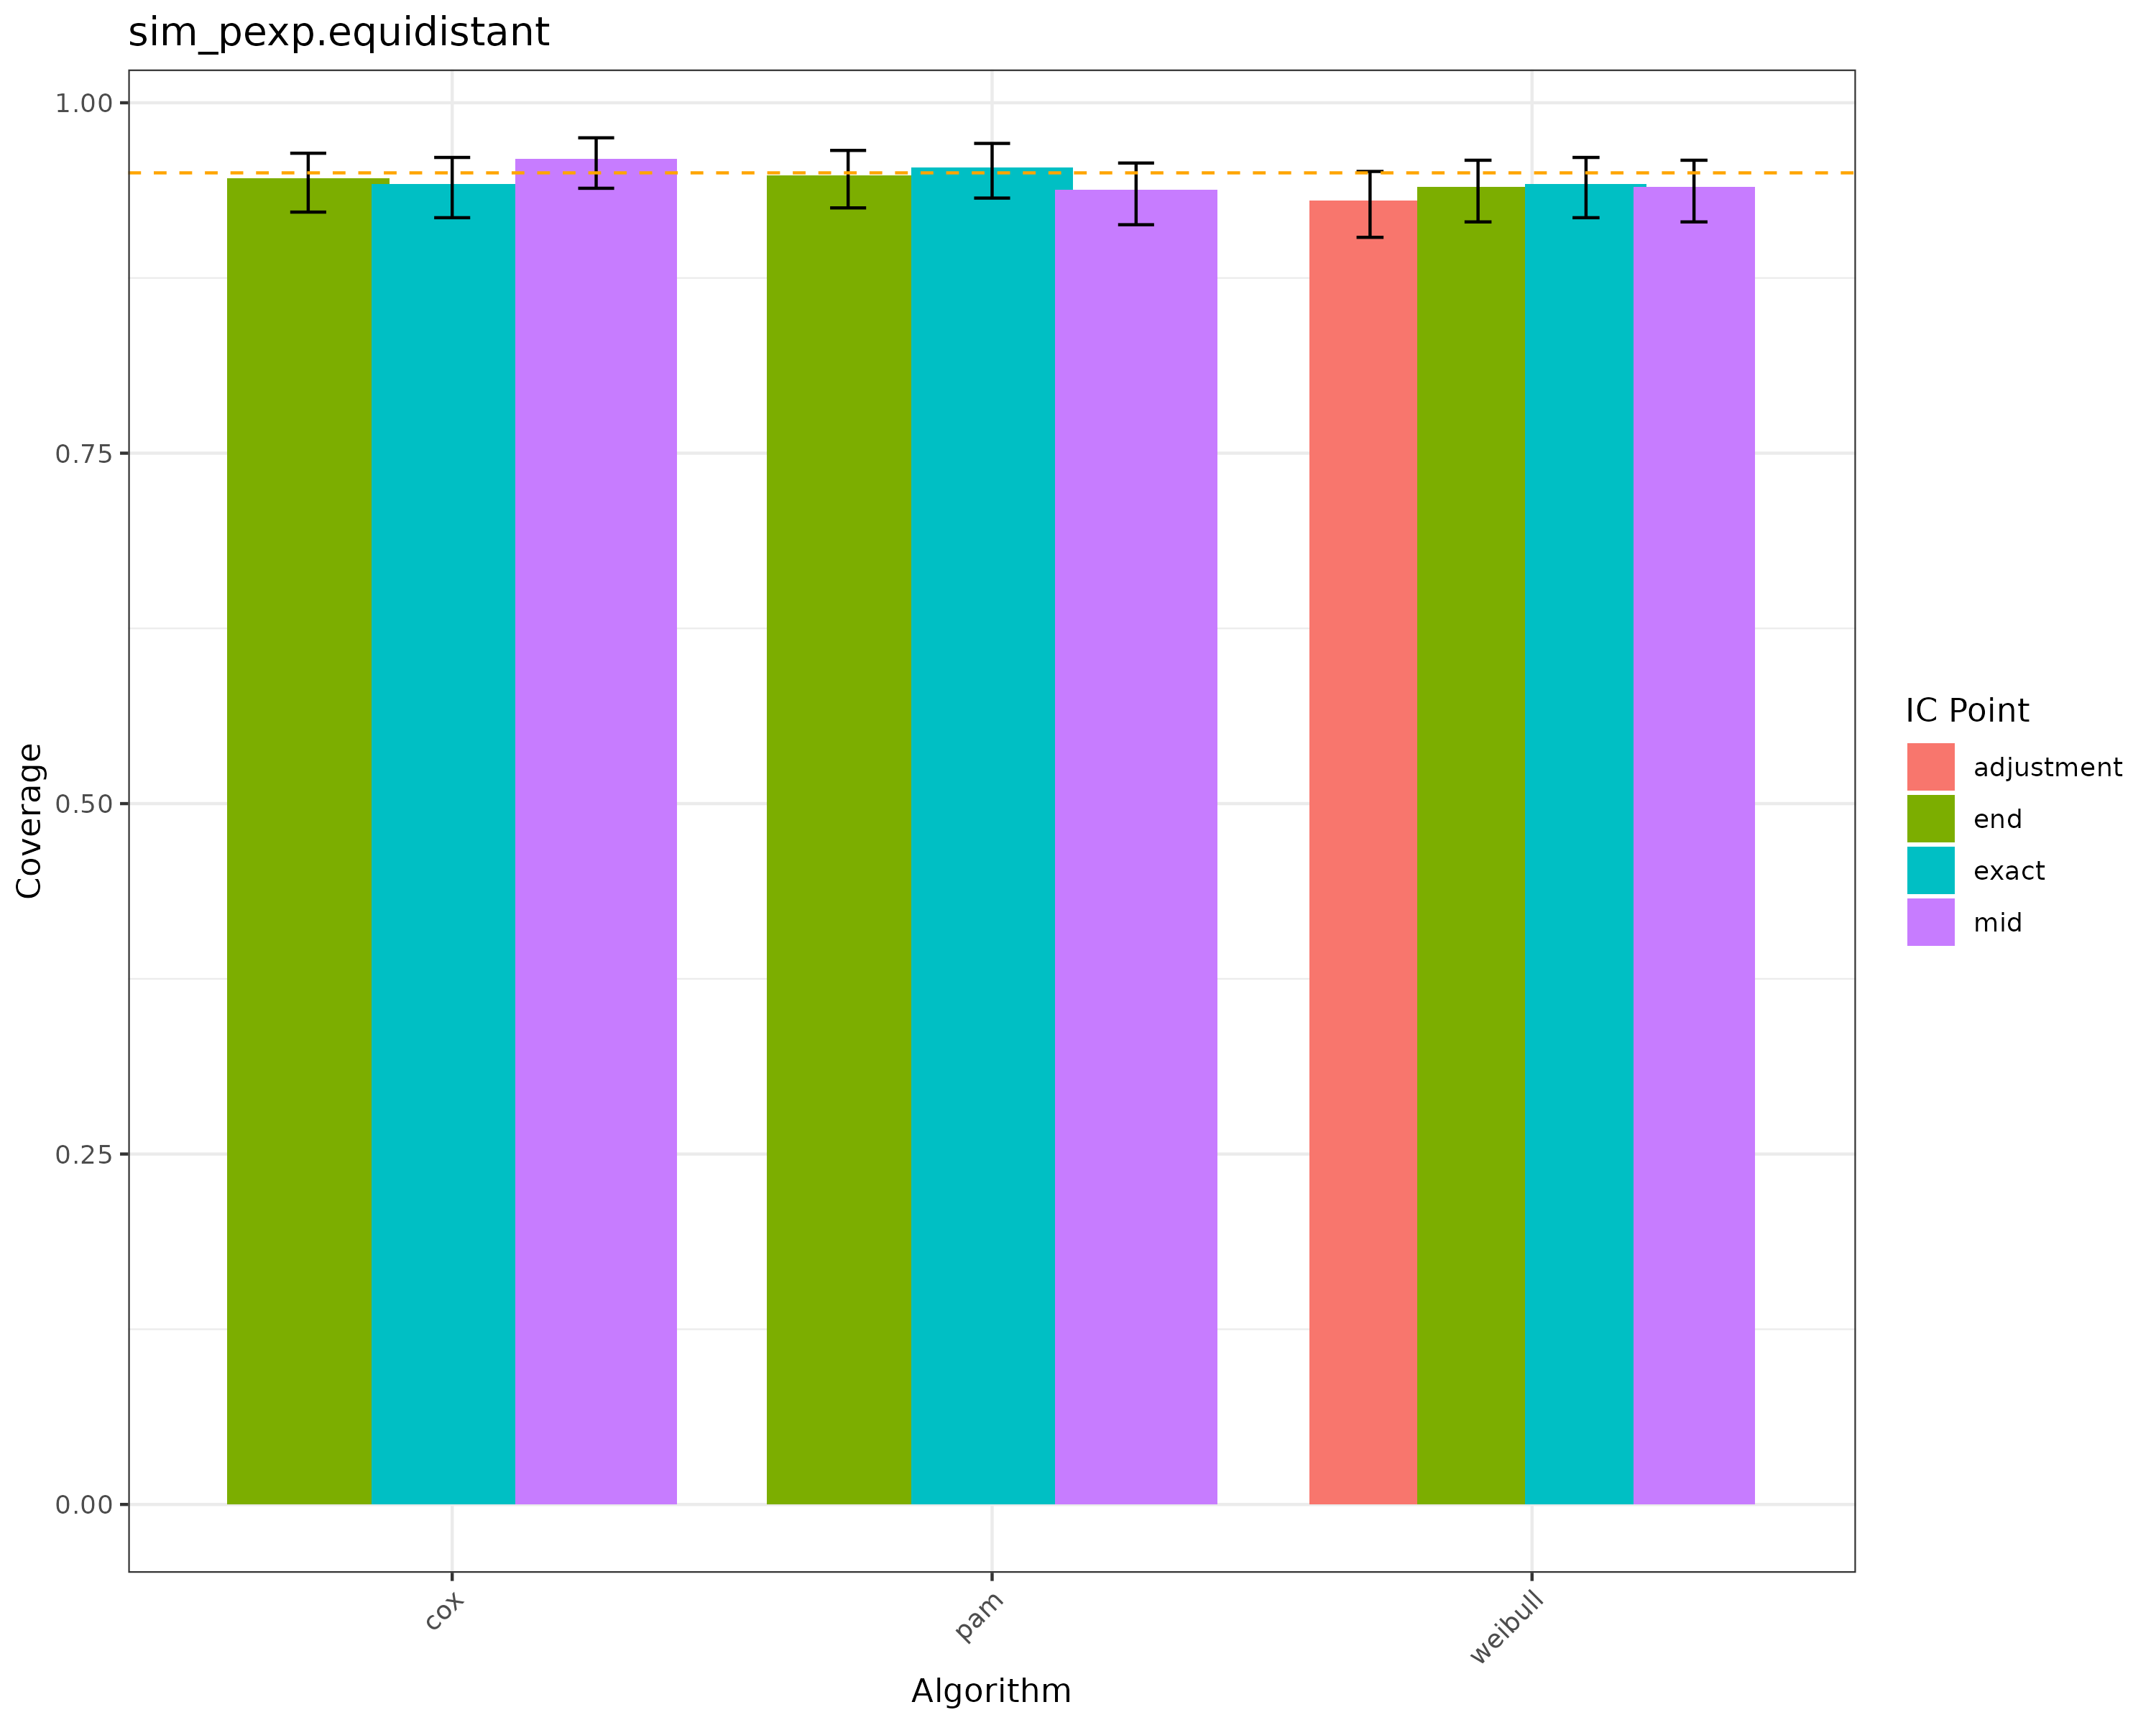 sim_pexp.equidistant
1.00
0.75
0.50
0.25
0.00
Coverage
cox
pam
weibull
Algorithm
IC Point
adjustment
end
exact
mid